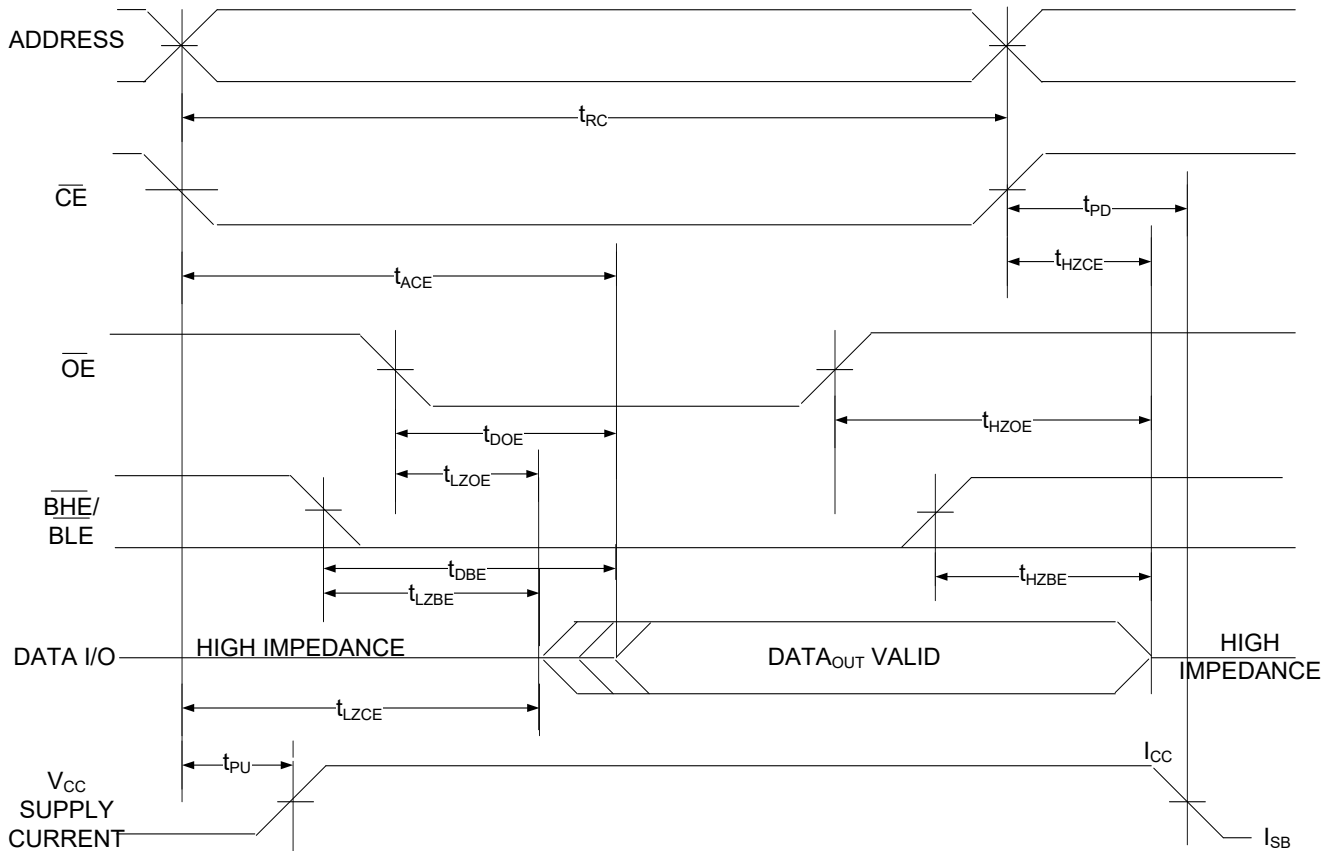 ADDRESS
tRC
CE
tPD
tHZCE
tACE
OE
tDOE
tHZOE
tLZOE
BHE/
BLE
tDBE
tHZBE
tLZBE
DATA I/O
HIGH IMPEDANCE
DATAOUT VALID
HIGH
IMPEDANCE
tLZCE
tPU
ICC
VCC
SUPPLY
CURRENT
ISB